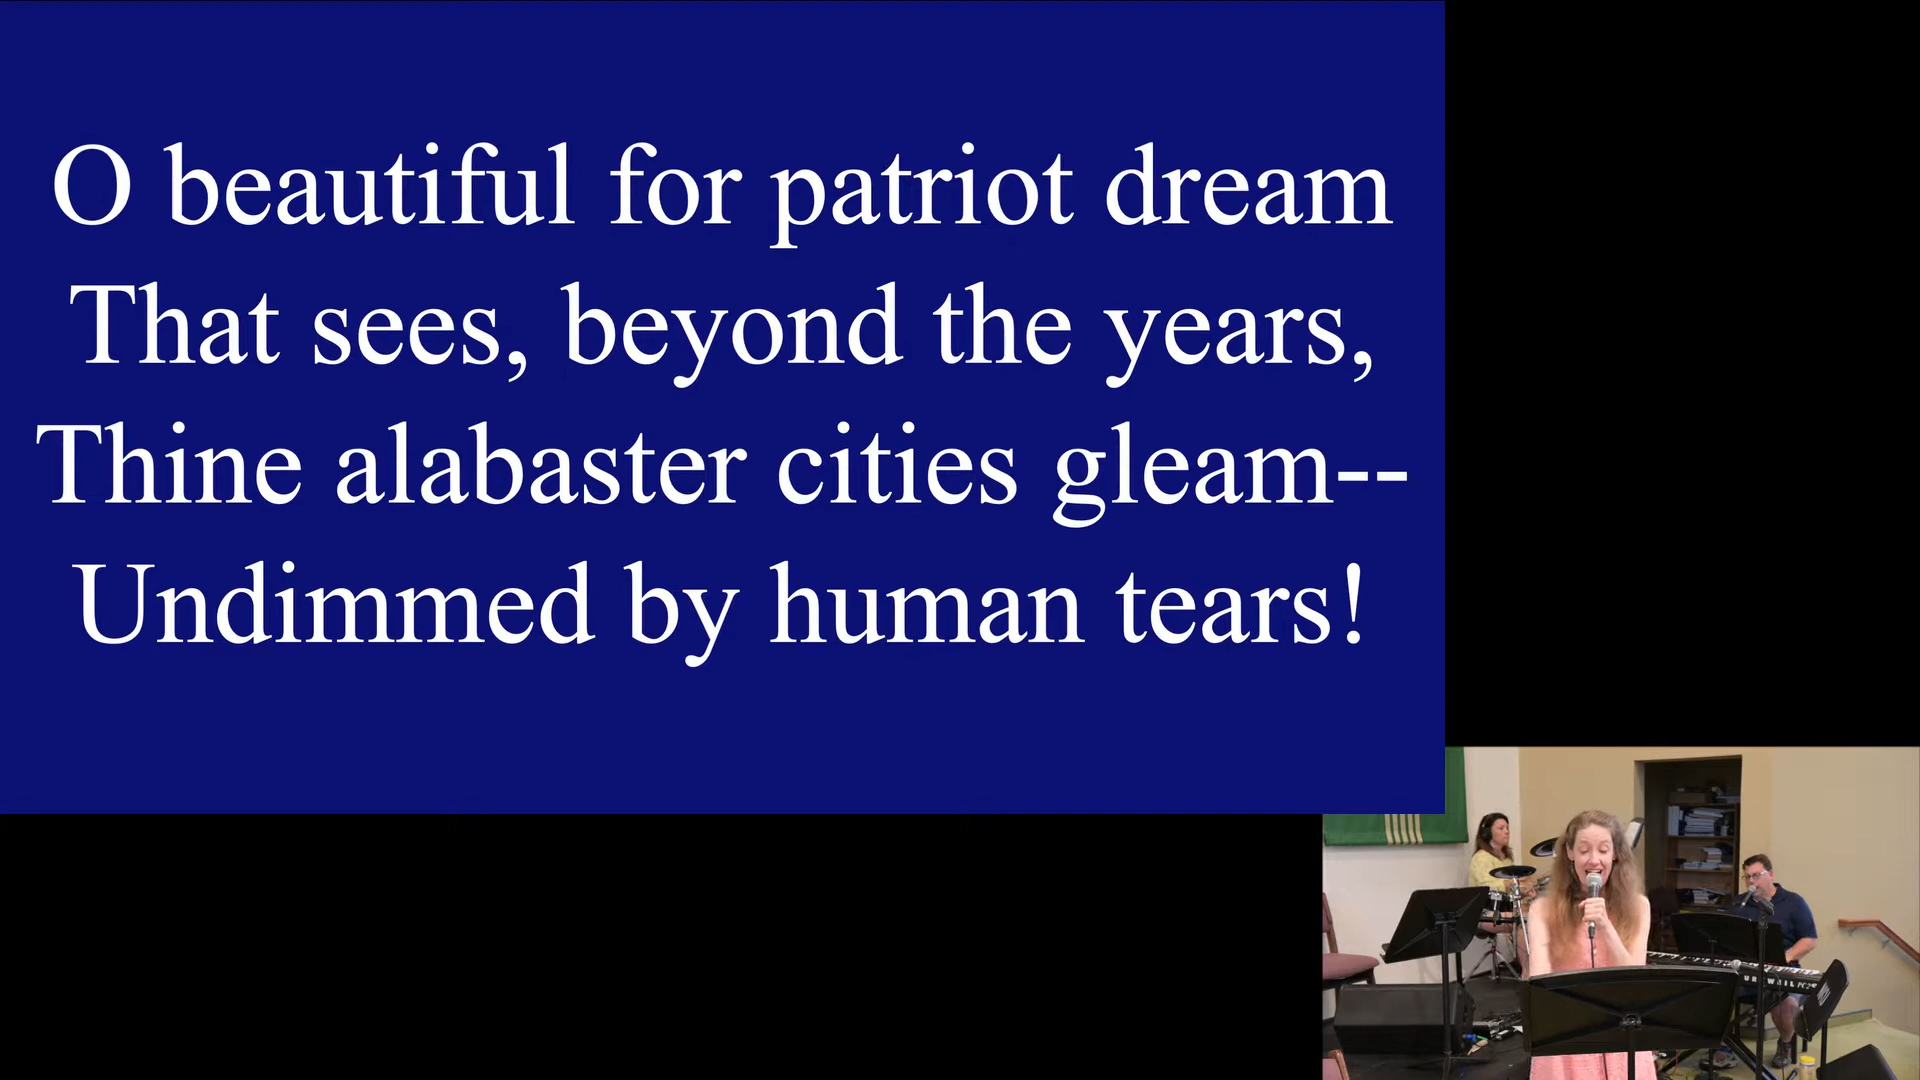 O beautiful for patriot dream
That sees, beyond the years,
Thine alabaster cities gleam--
Undimmed by human tears!